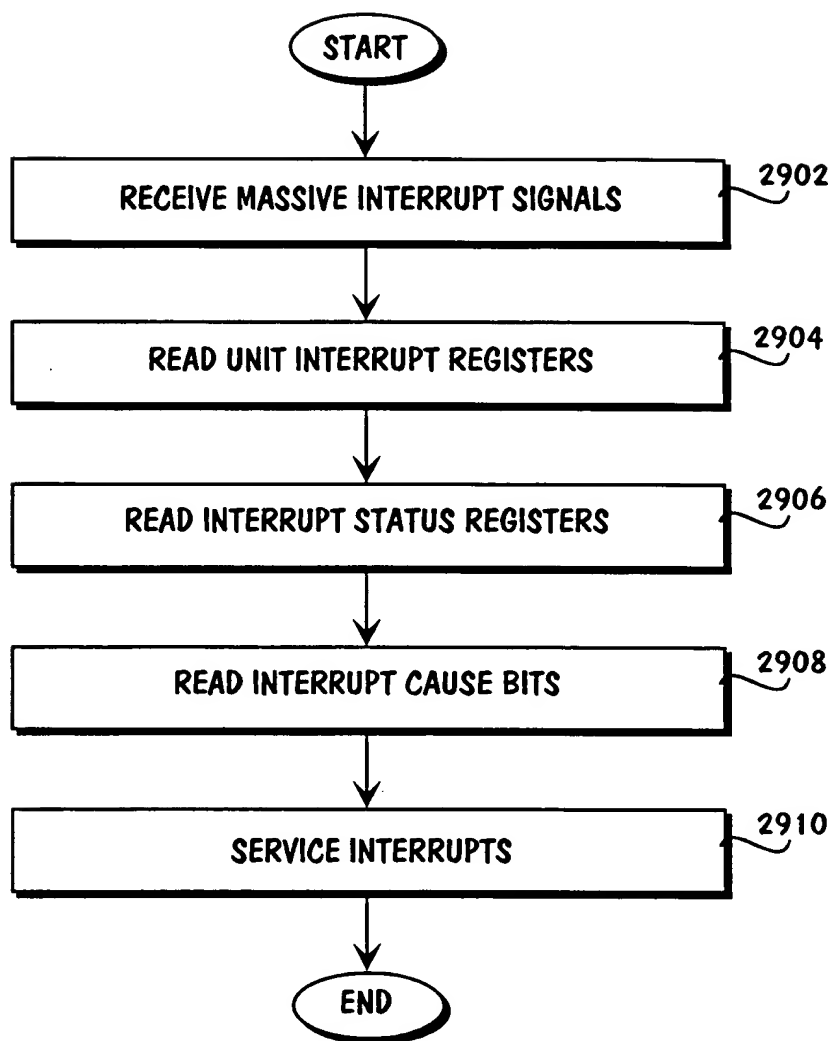 START
RECEIVE MASSIVE INTERRUPT SIGNALS
2902
READ UNIT INTERRUPT REGISTERS
2904
READ INTERRUPT STATUS REGISTERS
2906
READ INTERRUPT CAUSE BITS
2908
SERVICE INTERRUPTS
2910
END